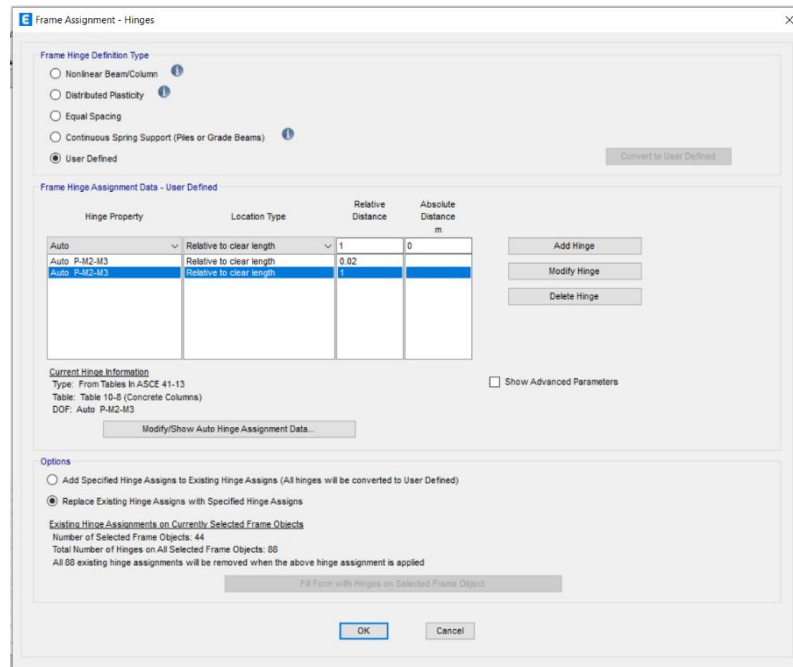 E Frame Assignment - Hinges
Frame Hinge Definition Type
Nonlinear Beam/Column i
Distributed Plasticity i
Equal Spacing
Continuous Spring Support (Piles or Grade Beams) i
User Defined
Convert to User Defined
Frame Hinge Assignment Data - User Defined
Hinge Property Location Type Relative Distance Absolute Distance m
Auto Relative to clear length 1 0
Auto P-M2-M3 Relative to clear length 0.02
Auto P-M2-M3 Relative to clear length 1
Add Hinge
Modify Hinge
Delete Hinge
Current Hinge Information
Type: From Tables In ASCE 41-13
Table: Table 10-8 (Concrete Columns)
DOF: Auto P-M2-M3
Modify/Show Auto Hinge Assignment Data...
Show Advanced Parameters
Options
Add Specified Hinge Assigns to Existing Hinge Assigns (All hinges will be converted to User Defined)
Replace Existing Hinge Assigns with Specified Hinge Assigns
Existing Hinge Assignments on Currently Selected Frame Objects
Number of Selected Frame Objects: 44
Total Number of Hinges on All Selected Frame Objects: 88
All 88 existing hinge assignments will be removed when the above hinge assignment is applied
Fill Form with Hinges on Selected Frame Object
OK Cancel